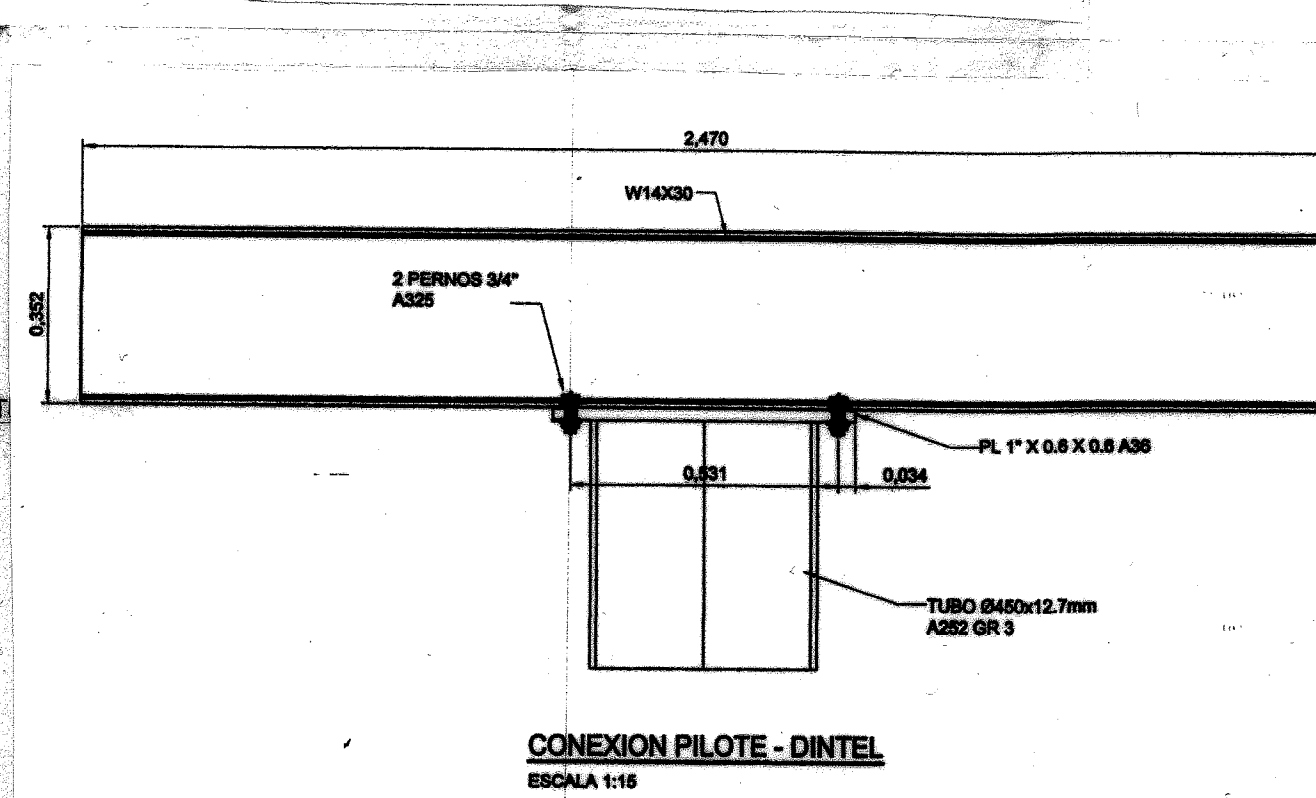 2,470
W14X30
2 PERNOS 3/4"
A325
0,352
PL 1" X 0.6 X 0.6 A36
0,531
0,034
TUBO Ø450x12.7mm
A252 GR 3
CONEXION PILOTE - DINTEL
ESCALA 1:15